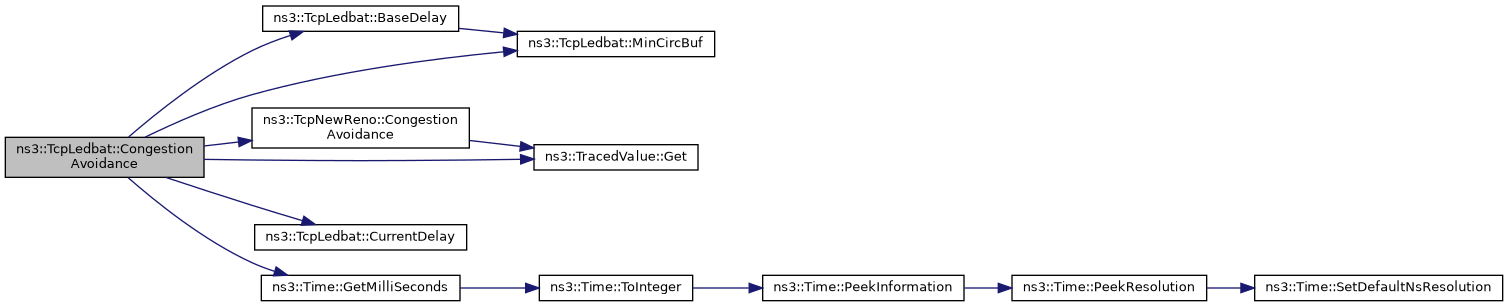 ns3::TcpLedbat::BaseDelay
ns3::TcpLedbat::MinCircBuf
ns3::TcpNewReno::Congestion
Avoidance
ns3::TcpLedbat::Congestion
Avoidance
ns3::TracedValue::Get
ns3::TcpLedbat::CurrentDelay
ns3::Time::GetMilliSeconds
ns3::Time::ToInteger
ns3::Time::PeekInformation
ns3::Time::PeekResolution
ns3::Time::SetDefaultNsResolution